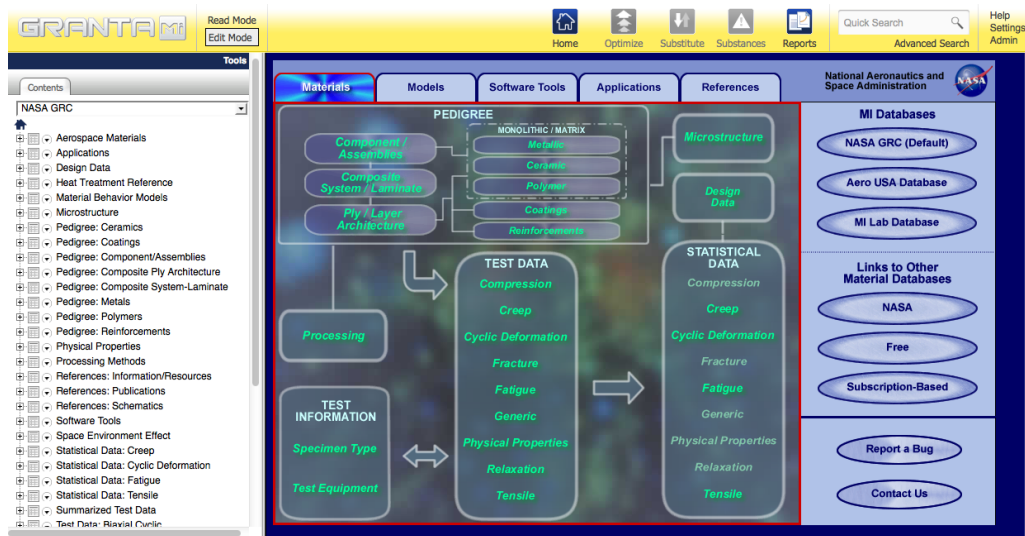 GRANTA MI
Read Mode
Edit Mode
Home
Optimize
Substitute
Substances
Reports
Quick Search
Advanced Search
Help
Settings
Admin
Tools
Contents
NASA GRC
Aerospace Materials
Applications
Design Data
Heat Treatment Reference
Material Behavior Models
Microstructure
Pedigree: Ceramics
Pedigree: Coatings
Pedigree: Component/Assemblies
Pedigree: Composite Ply Architecture
Pedigree: Composite System-Laminate
Pedigree: Metals
Pedigree: Polymers
Pedigree: Reinforcements
Physical Properties
Processing Methods
References: Information/Resources
References: Publications
References: Schematics
Software Tools
Space Environment Effect
Statistical Data: Creep
Statistical Data: Cyclic Deformation
Statistical Data: Fatigue
Statistical Data: Tensile
Summarized Test Data
Test Data: Biaxial Cyclic
Materials
Models
Software Tools
Applications
References
National Aeronautics and
Space Administration
NASA
PEDIGREE
Component /
Assemblies
Composite
System / Laminate
Ply / Layer
Architecture
MONOLITHIC / MATRIX
Metallic
Ceramic
Polymer
Coatings
Reinforcements
Microstructure
Design
Data
Processing
TEST
INFORMATION
Specimen Type
Test Equipment
TEST DATA
Compression
Creep
Cyclic Deformation
Fracture
Fatigue
Generic
Physical Properties
Relaxation
Tensile
STATISTICAL
DATA
Compression
Creep
Cyclic Deformation
Fracture
Fatigue
Generic
Physical Properties
Relaxation
Tensile
MI Databases
NASA GRC (Default)
Aero USA Database
MI Lab Database
Links to Other
Material Databases
NASA
Free
Subscription-Based
Report a Bug
Contact Us